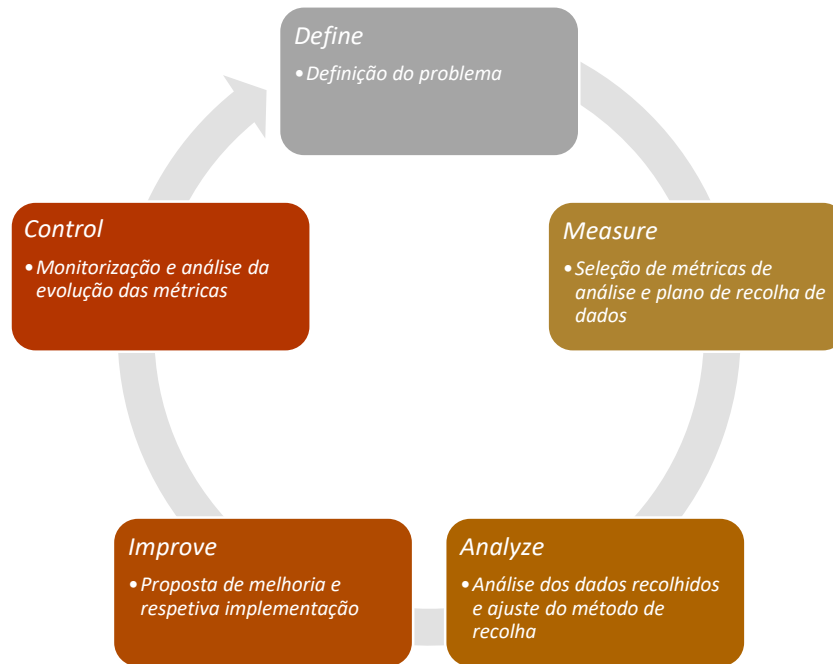 Define
•Definição do problema
Measure
•Seleção de métricas de
análise e plano de recolha de
dados
Analyze
•Análise dos dados recolhidos
e ajuste do método de
recolha
Improve
•Proposta de melhoria e
respetiva implementação
Control
•Monitorização e análise da
evolução das métricas